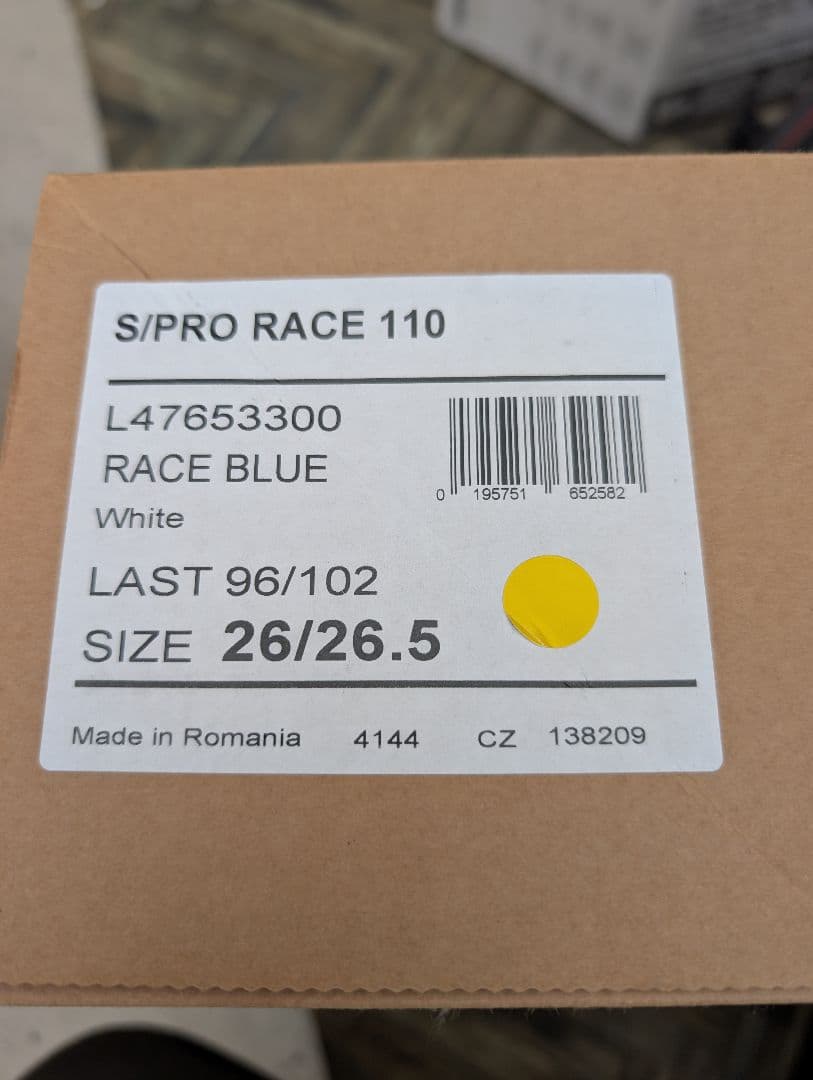 S/PRO RACE 110
L47653300
RACE BLUE
White
0 195751 652582
LAST 96/102
SIZE 26/26.5
Made in Romania 4144 CZ 138209